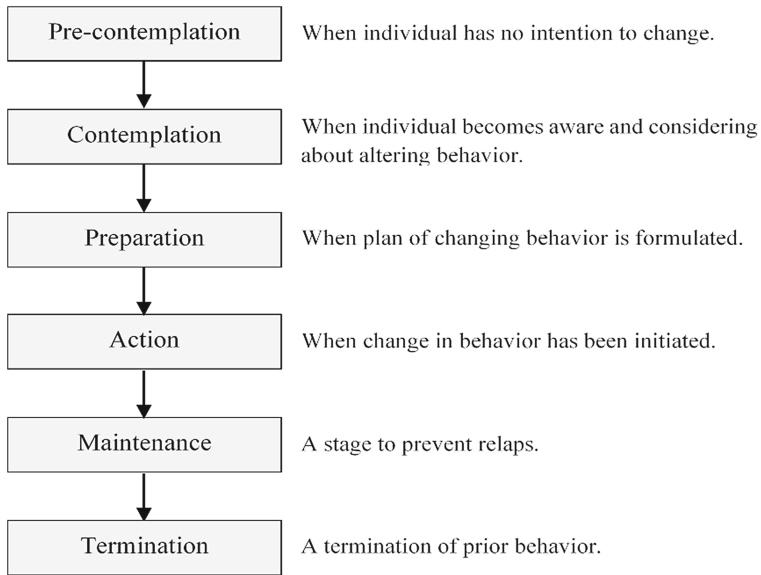 Pre-contemplation
When individual has no intention to change.
Contemplation
When individual becomes aware and considering
about altering behavior.
Preparation
When plan of changing behavior is formulated.
Action
When change in behavior has been initiated.
Maintenance
A stage to prevent relaps.
Termination
A termination of prior behavior.